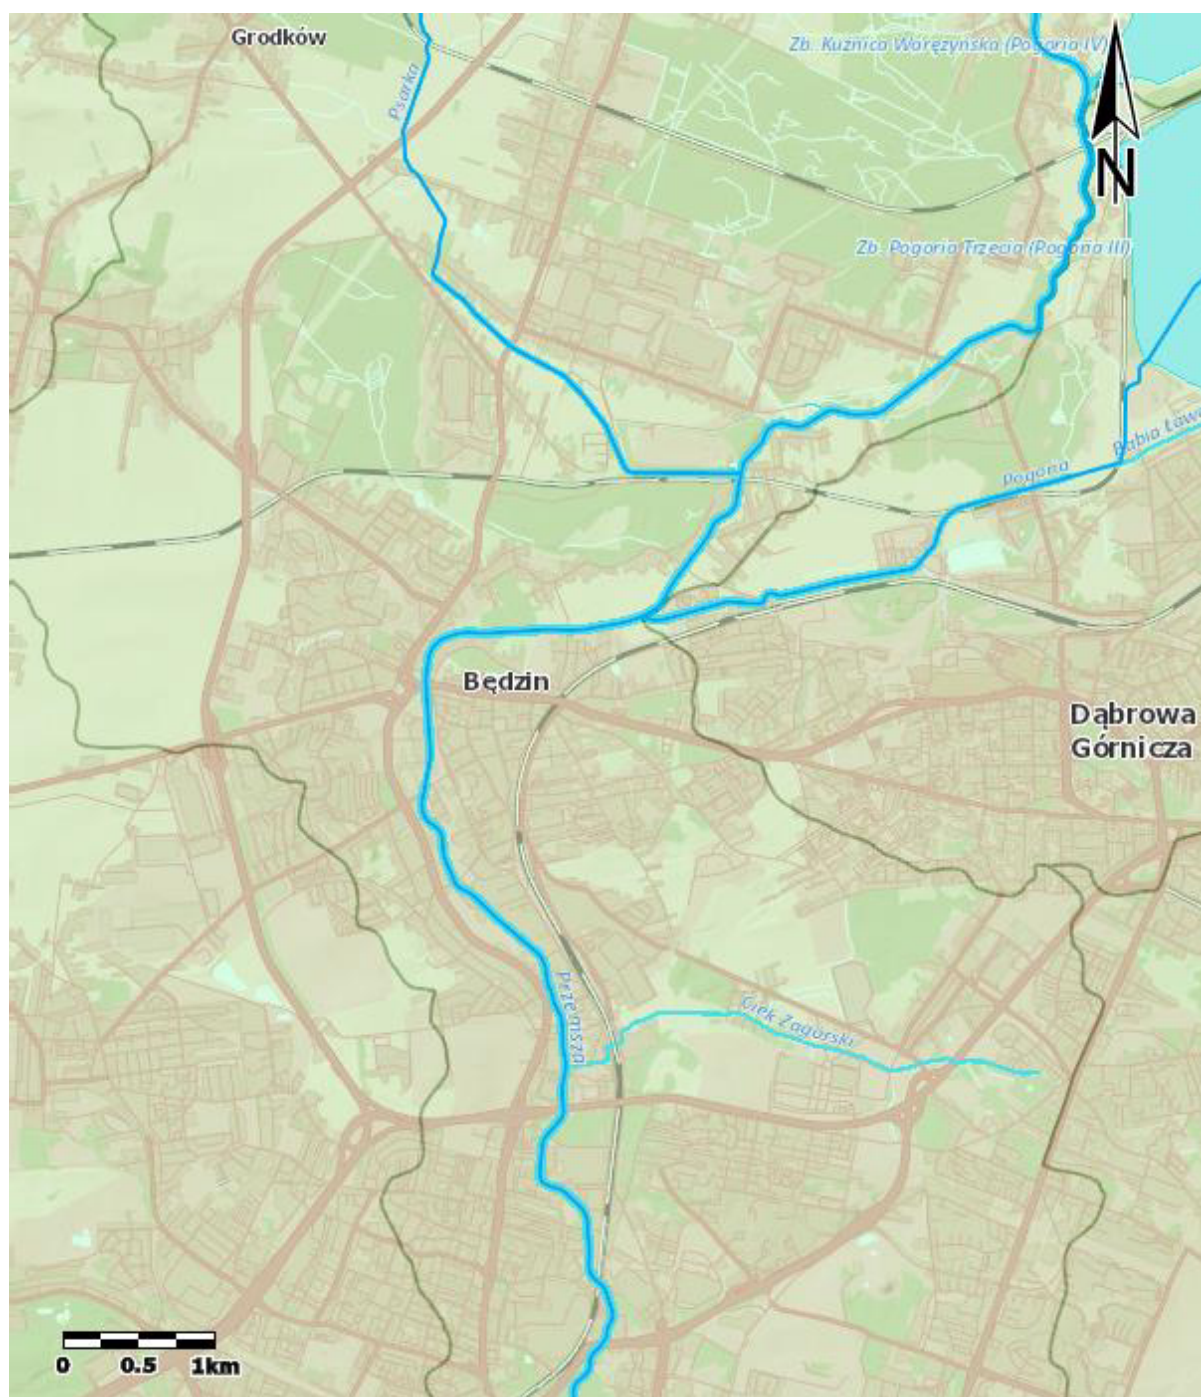 Grodków
Zb. Kuźnica Warężyńska (Pogoria IV)
Psarka
N
Zb. Pogoria Trzecia (Pogoria III)
Babia Ława
Pogoria
Będzin
Dąbrowa
Górnicza
Przemsza
Ciek Zagórski
0 0.5 1km